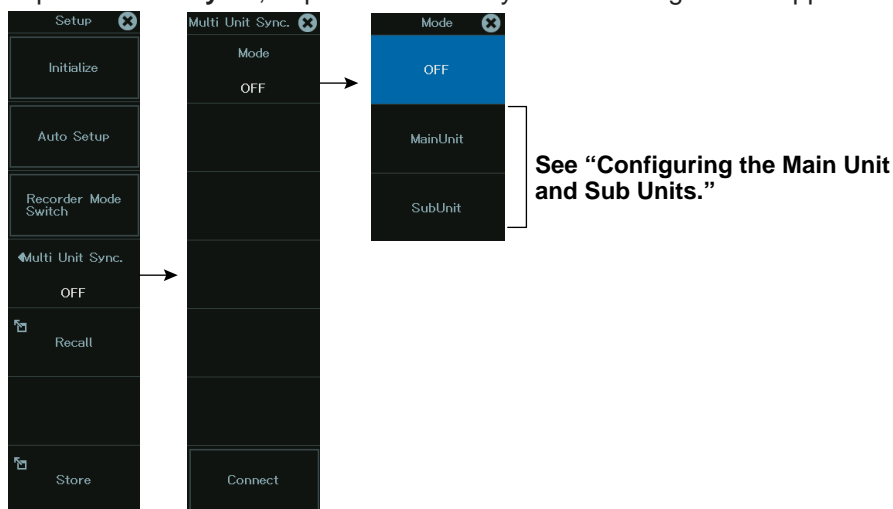 Setup
Initialize
Auto Setup
Recorder Mode
Switch
Multi Unit Sync.
OFF
Recall
Store
Multi Unit Sync.
Mode
OFF
Connect
Mode
OFF
MainUnit
SubUnit
See “Configuring the Main Unit
and Sub Units.”